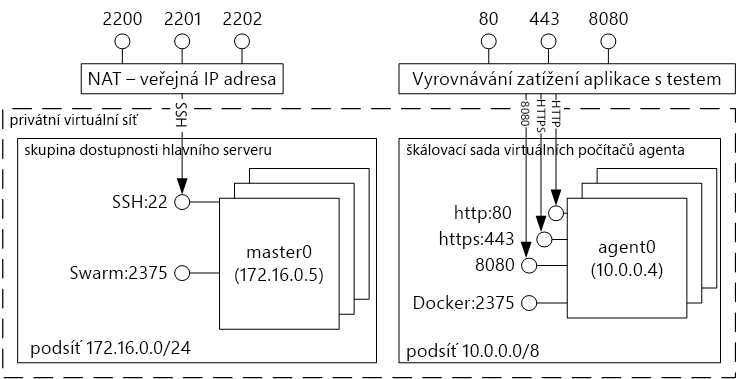 2200 2201 2202
80 443 8080
NAT – veřejná IP adresa
Vyrovnávání zatížení aplikace s testem
SSH
8080
HTTPS
HTTP
privátní virtuální síť
skupina dostupnosti hlavního serveru
SSH:22
Swarm:2375
master0
(172.16.0.5)
podsíť 172.16.0.0/24
škálovací sada virtuálních počítačů agenta
http:80
https:443
8080
Docker:2375
agent0
(10.0.0.4)
podsíť 10.0.0.0/8